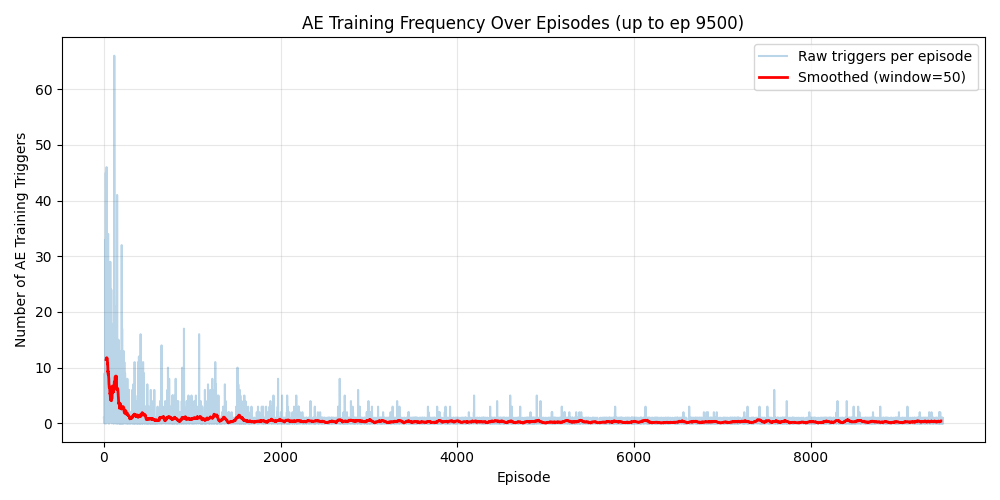 AE Training Frequency Over Episodes (up to ep 9500)
Raw triggers per episode
Smoothed (window=50)
Number of AE Training Triggers
60
50
40
30
20
10
0
0 2000 4000 6000 8000
Episode